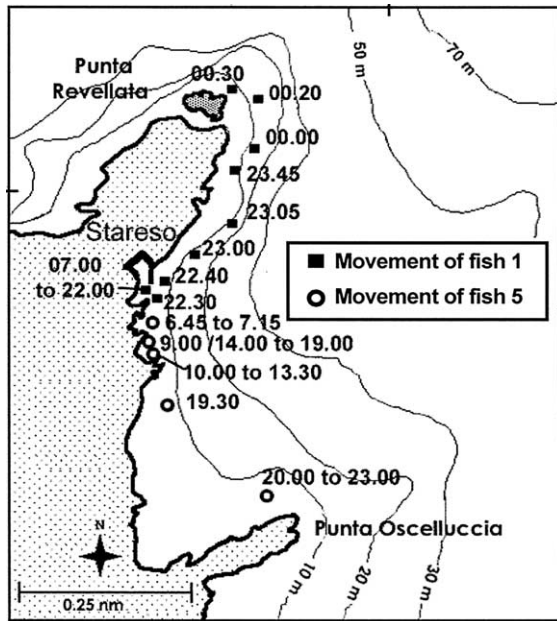 50 m
70 m
Punta
Revellata
00.30
00.20
00.00
23.45
23.05
Stareso
23.00
07.00
to 22.00
22.40
22.30
Movement of fish 1
Movement of fish 5
6.45 to 7.15
9.00 /14.00 to 19.00
10.00 to 13.30
19.30
20.00 to 23.00
Punta Oscelluccia
N
10 m
20 m
30 m
0.25 nm